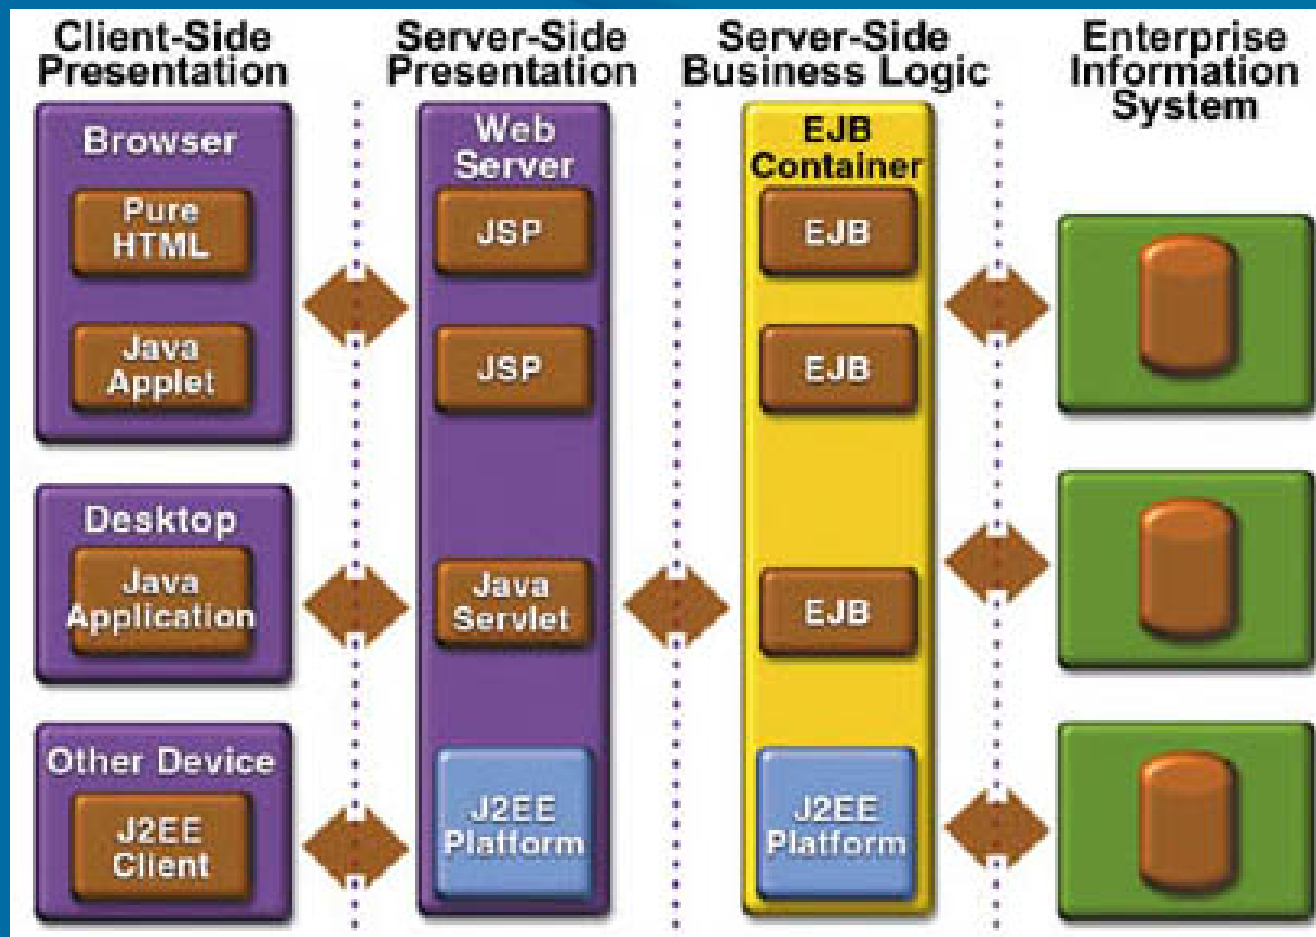 Client-Side
Presentation
Server-Side
Presentation
Server-Side
Business Logic
Enterprise
Information
System
Browser
Pure
HTML
Java
Applet
Desktop
Java
Application
Other Device
J2EE
Client
Web
Server
JSP
JSP
Java
Servlet
J2EE
Platform
EJB
Container
EJB
EJB
EJB
J2EE
Platform